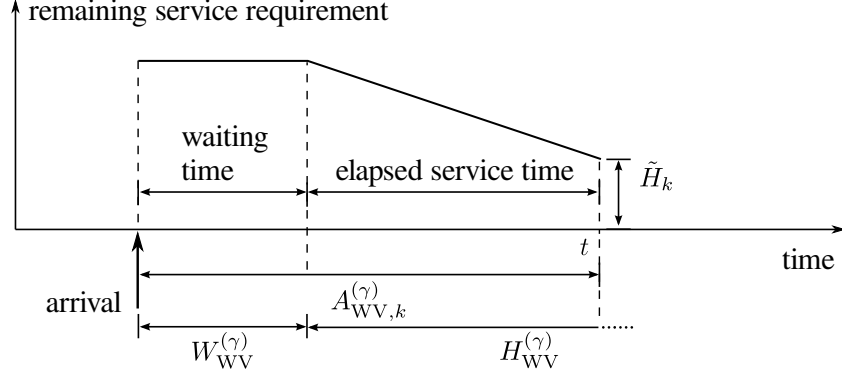 remaining service requirement
waiting
time
elapsed service time
H̃_k
t
time
arrival
A_{WV,k}^{(γ)}
W_{WV}^{(γ)}
H_{WV}^{(γ)}